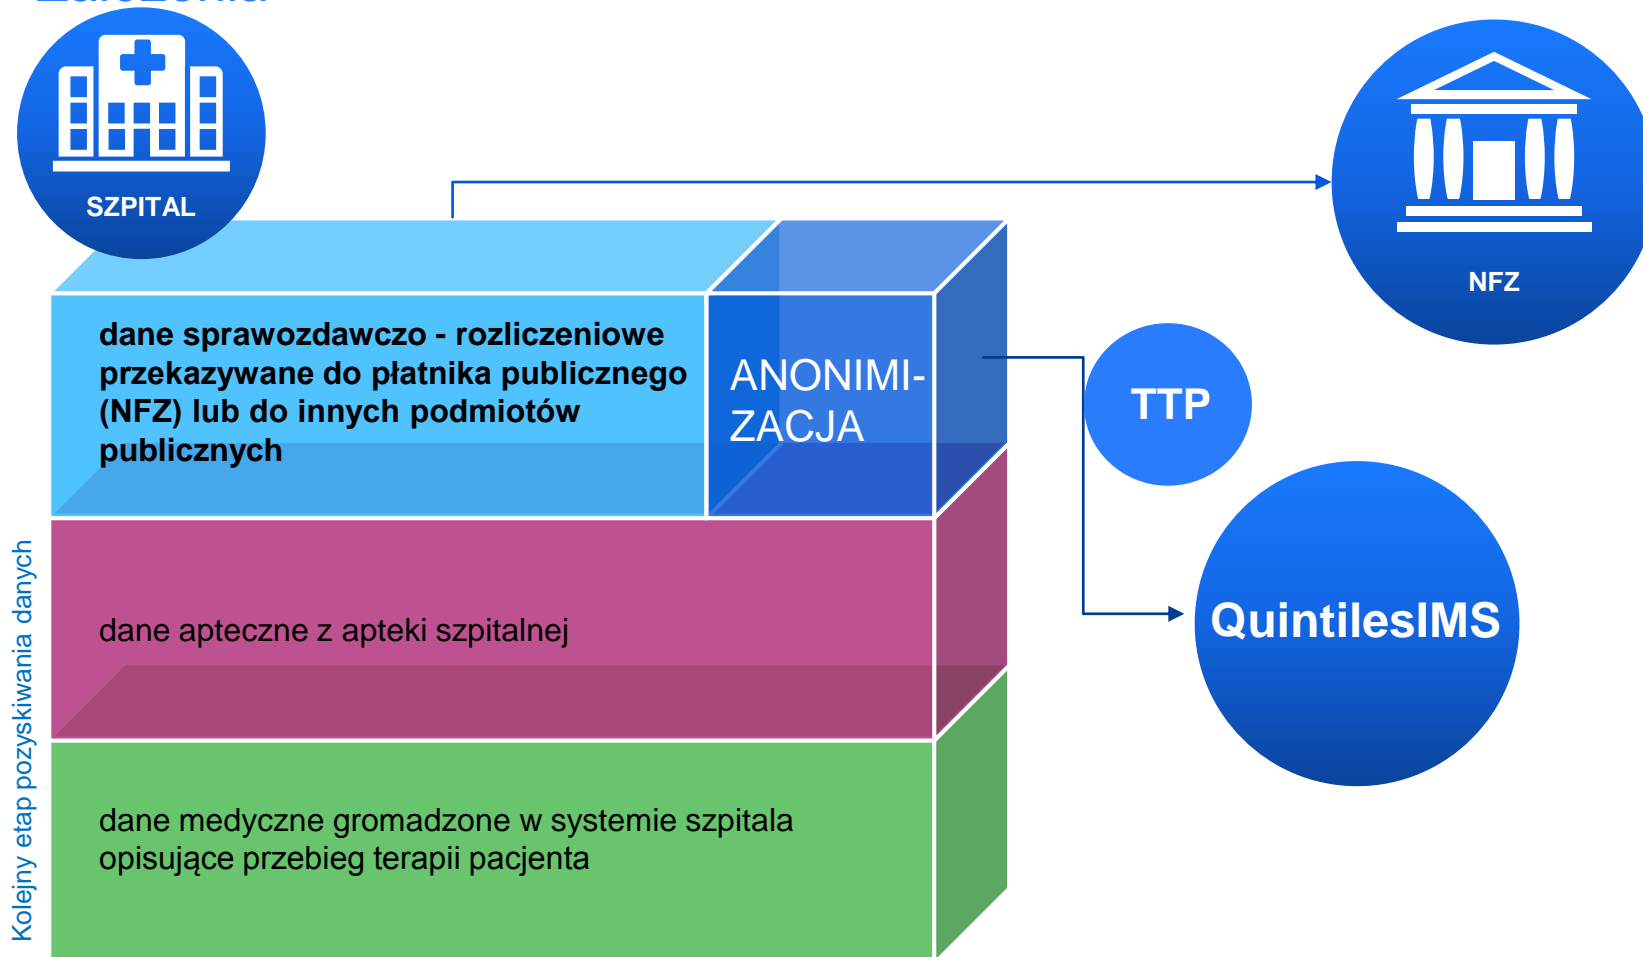 SZPITAL
NFZ
dane sprawozdawczo - rozliczeniowe
przekazywane do płatnika publicznego
(NFZ) lub do innych podmiotów
publicznych
ANONIMI-
ZACJA
TTP
QuintilesIMS
dane apteczne z apteki szpitalnej
dane medyczne gromadzone w systemie szpitala
opisujące przebieg terapii pacjenta
Kolejny etap pozyskiwania danych